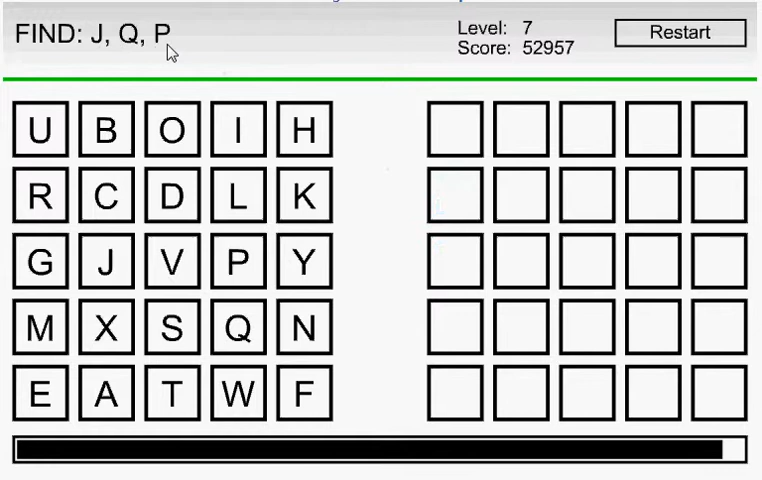 FIND: J, Q, P
Level: 7
Score: 52957
Restart
U B O I H
R C D L K
G J V P Y
M X S Q N
E A T W F